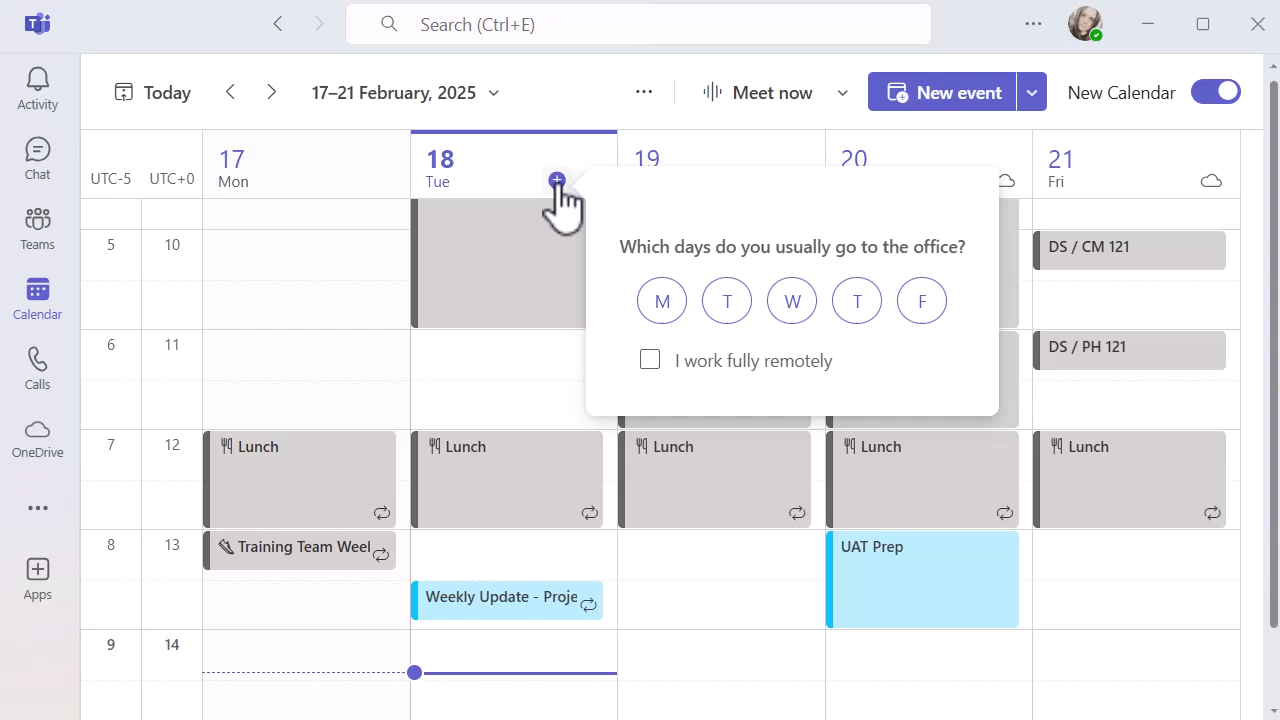 Search (Ctrl+E)
Activity
Chat
Teams
Calendar
Calls
OneDrive
Apps
Today
17–21 February, 2025
Meet now
New event
New Calendar
UTC-5 UTC+0
17
Mon
18
Tue
19
20
21
Fri
Which days do you usually go to the office?
M T W T F
I work fully remotely
5 10
DS / CM 121
6 11
DS / PH 121
7 12
Lunch
Lunch
Lunch
Lunch
Lunch
8 13
Training Team Weel
UAT Prep
Weekly Update - Proje
9 14